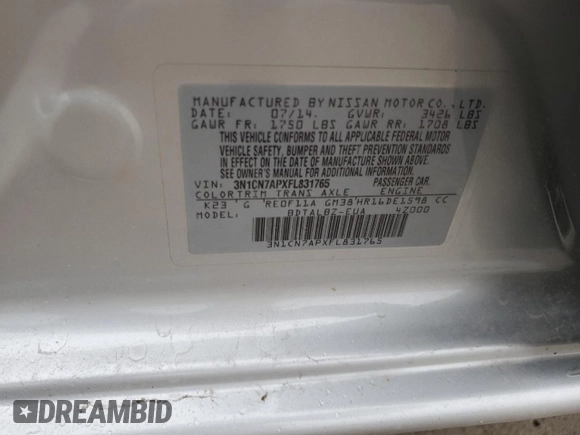 MANUFACTURED BY NISSAN MOTOR CO.,LTD.
DATE: 07/14. GVWR: 3426 LBS
GAWR FR: 1750 LBS GAWR RR: 1708 LBS
THIS VEHICLE CONFORMS TO ALL APPLICABLE FEDERAL MOTOR
VEHICLE SAFETY, BUMPER AND THEFT PREVENTION STANDARDS
IN EFFECT ON THE DATE OF MANUFACTURE SHOWN ABOVE.
SEE OWNER'S MANUAL FOR ADDITIONAL INFORMATION.
VIN: 3N1CN7APXFL831765 PASSENGER CAR
COLOR TRIM TRANS AXLE ENGINE
K23 G RE0F11A GM38 HR16DE 1598 CC
BDTALBZ-EUA 4Z000
3N1CN7APXFL831765
DREAMBID